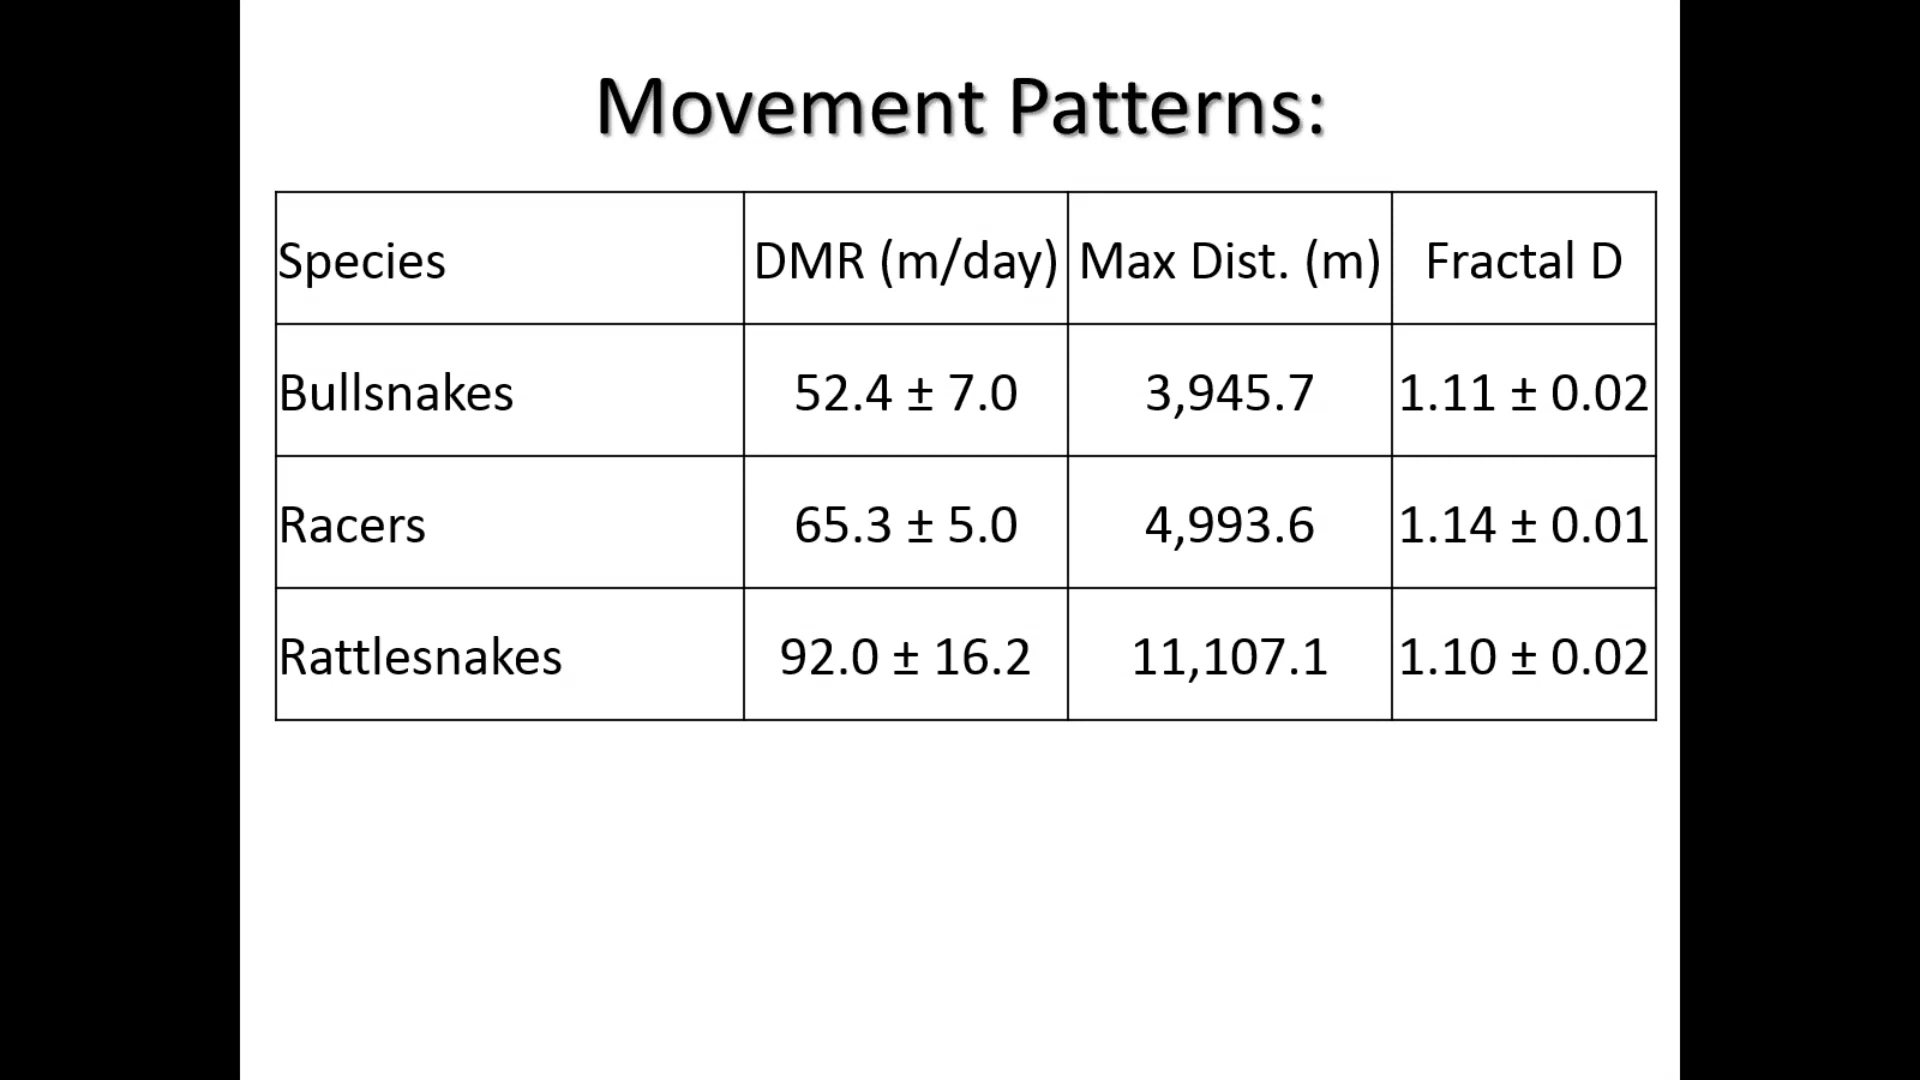 Movement Patterns:
Species DMR (m/day) Max Dist. (m) Fractal D
Bullsnakes 52.4 ± 7.0 3,945.7 1.11 ± 0.02
Racers 65.3 ± 5.0 4,993.6 1.14 ± 0.01
Rattlesnakes 92.0 ± 16.2 11,107.1 1.10 ± 0.02